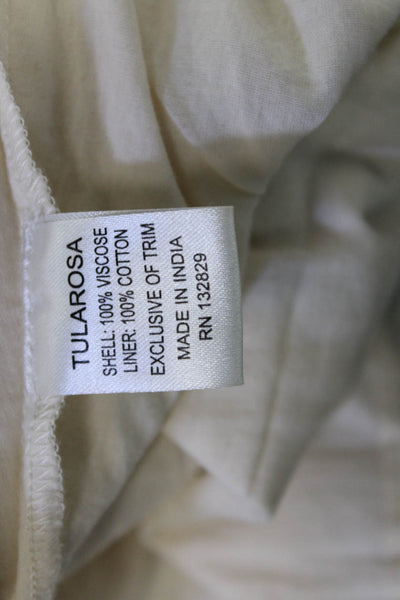 TULAROSA
SHELL: 100% VISCOSE
LINER: 100% COTTON
EXCLUSIVE OF TRIM
MADE IN INDIA
RN 132829